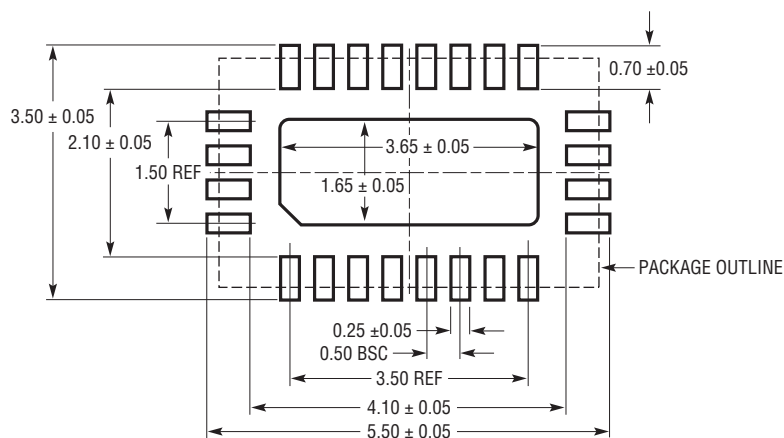 0.70 ±0.05
3.50 ± 0.05
2.10 ± 0.05
3.65 ± 0.05
1.50 REF
1.65 ± 0.05
PACKAGE OUTLINE
0.25 ±0.05
0.50 BSC
3.50 REF
4.10 ± 0.05
5.50 ± 0.05